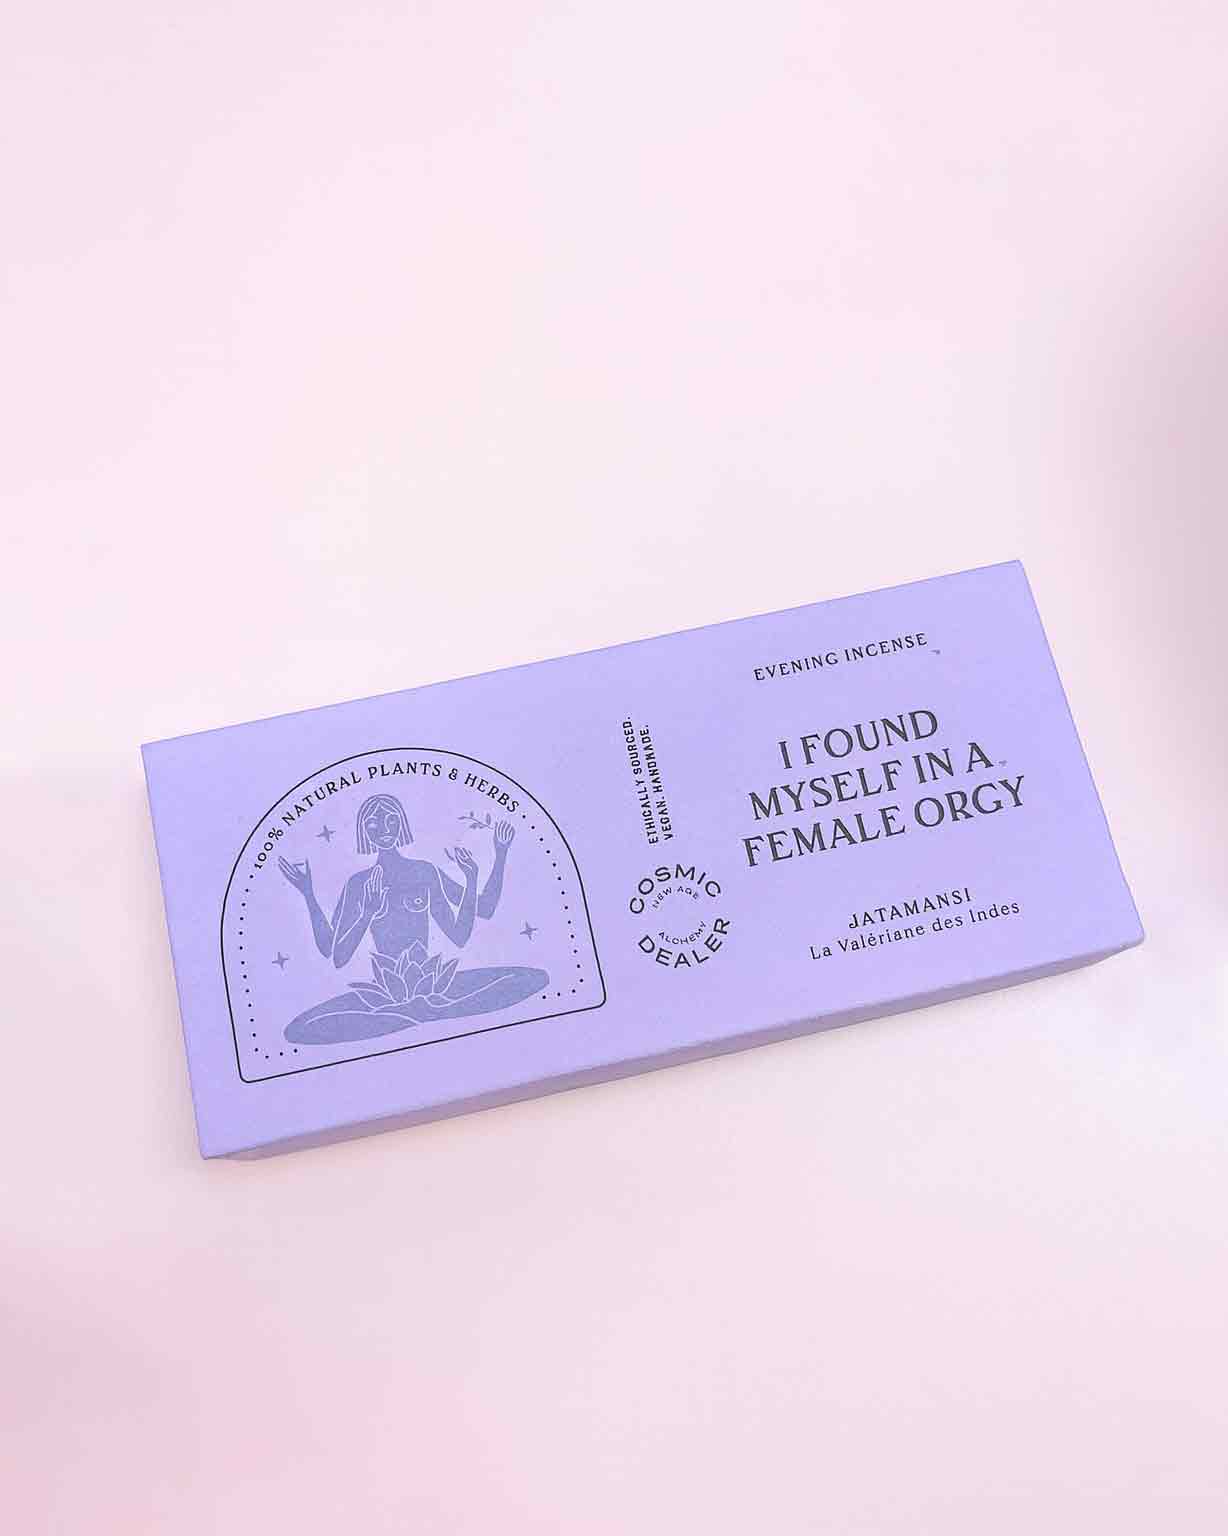 100% NATURAL PLANTS & HERBS
ETHICALLY SOURCED.
VEGAN. HANDMADE.
COSMIC
NEW AGE
ALCHEMY
DEALER
EVENING INCENSE
I FOUND
MYSELF IN A
FEMALE ORGY
JATAMANSI
La Valériane des Indes